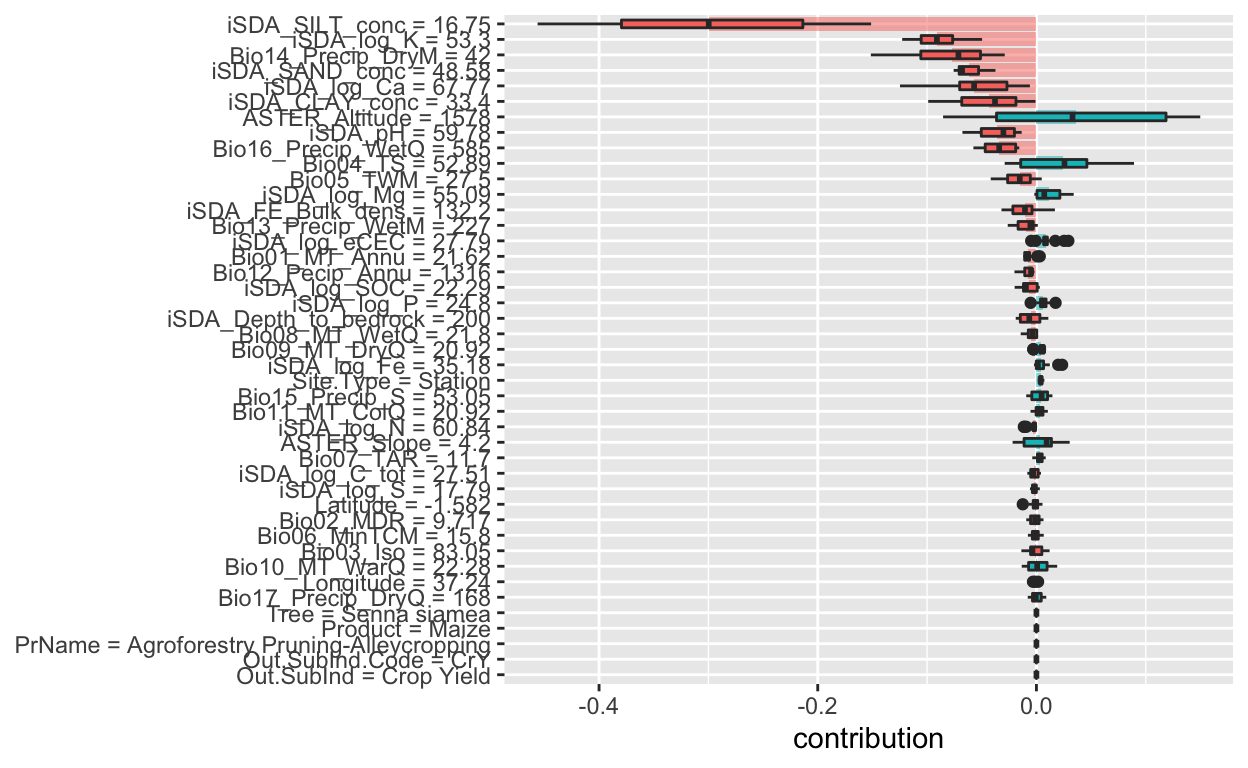 iSDA_SILT_conc = 16.75
iSDA_log_K = 53.3
Bio14_Precip_DryM = 42
iSDA_SAND_conc = 48.58
iSDA_log_Ca = 67.77
iSDA_CLAY_conc = 33.4
ASTER_Altitude = 1578
iSDA_pH = 59.78
Bio16_Precip_WetQ = 585
Bio04_TS = 52.89
Bio05_TWM = 27.5
iSDA_log_Mg = 55.09
iSDA_FE_Bulk_dens = 132.2
Bio13_Precip_WetM = 227
iSDA_log_eCEC = 27.79
Bio01_MT_Annu = 21.62
Bio12_Pecip_Annu = 1316
iSDA_log_SOC = 22.29
iSDA_log_P = 24.8
iSDA_Depth_to_bedrock = 200
Bio08_MT_WetQ = 21.8
Bio09_MT_DryQ = 20.92
iSDA_log_Fe = 35.18
Site.Type = Station
Bio15_Precip_S = 53.05
Bio11_MT_ColQ = 20.92
iSDA_log_N = 60.84
ASTER_Slope = 4.2
Bio07_TAR = 11.7
iSDA_log_C_tot = 27.51
iSDA_log_S = 17.79
Latitude = -1.582
Bio02_MDR = 9.717
Bio06_MinTCM = 15.8
Bio03_Iso = 83.05
Bio10_MT_WarQ = 22.28
Longitude = 37.24
Bio17_Precip_DryQ = 168
Tree = Senna siamea
Product = Maize
PrName = Agroforestry Pruning-Alleycropping
Out.SubInd.Code = CrY
Out.SubInd = Crop Yield
-0.4 -0.2 0.0
contribution